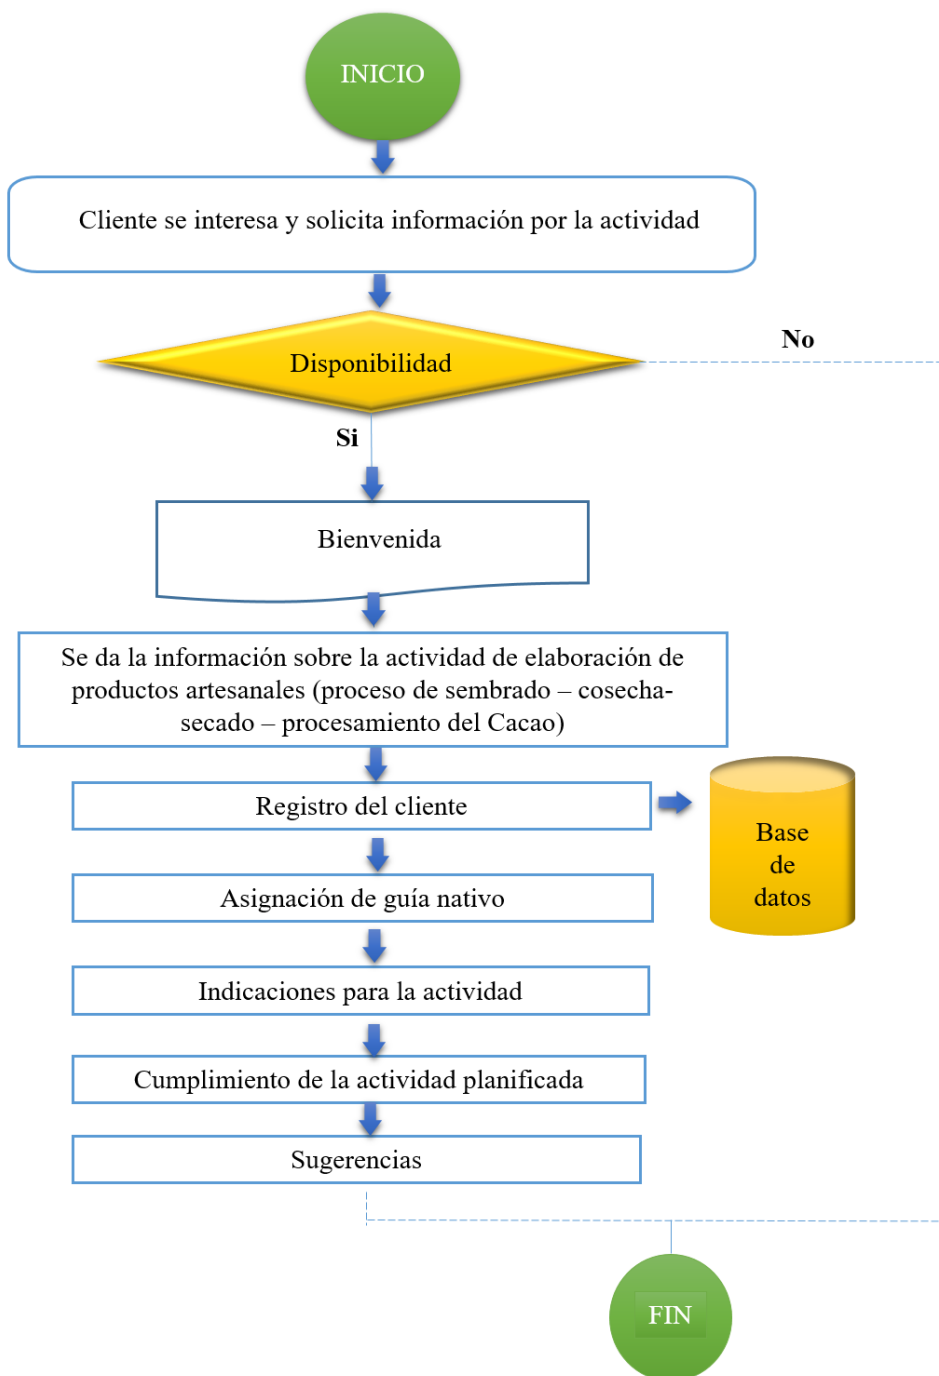 INICIO
Cliente se interesa y solicita información por la actividad
No
Disponibilidad
Si
Bienvenida
Se da la información sobre la actividad de elaboración de
productos artesanales (proceso de sembrado – cosecha-
secado – procesamiento del Cacao)
Registro del cliente
Base
de
datos
Asignación de guía nativo
Indicaciones para la actividad
Cumplimiento de la actividad planificada
Sugerencias
FIN